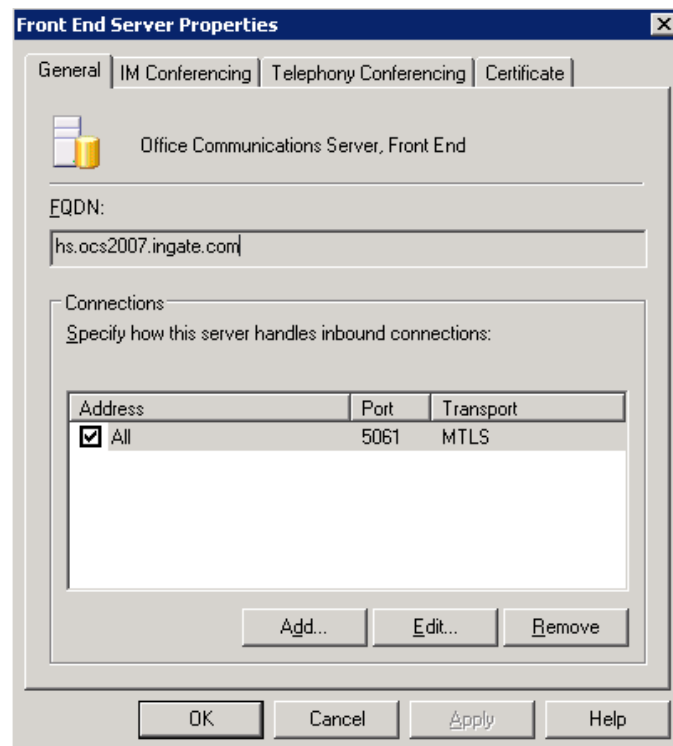 Front End Server Properties
General IM Conferencing Telephony Conferencing Certificate
Office Communications Server, Front End
FQDN:
hs.ocs2007.ingate.com
Connections
Specify how this server handles inbound connections:
Address Port Transport
All 5061 MTLS
Add... Edit... Remove
OK Cancel Apply Help